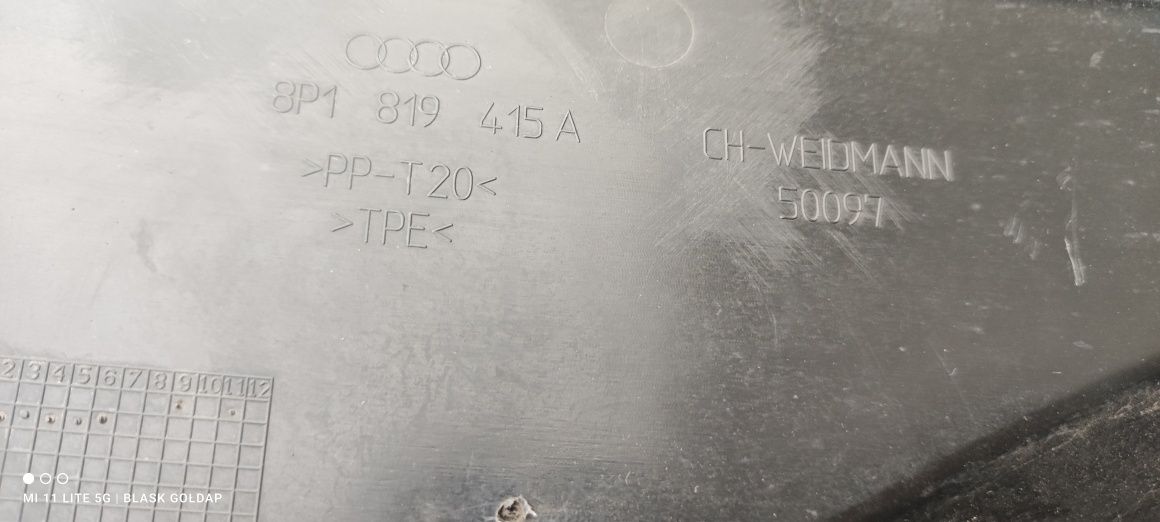 8P1 819 415 A
>PP-T20<
>TPE<
CH-WEIDMANN
50097
2 3 4 5 6 7 8 9 10 11 12
MI 11 LITE 5G | BLASK GOLDAP